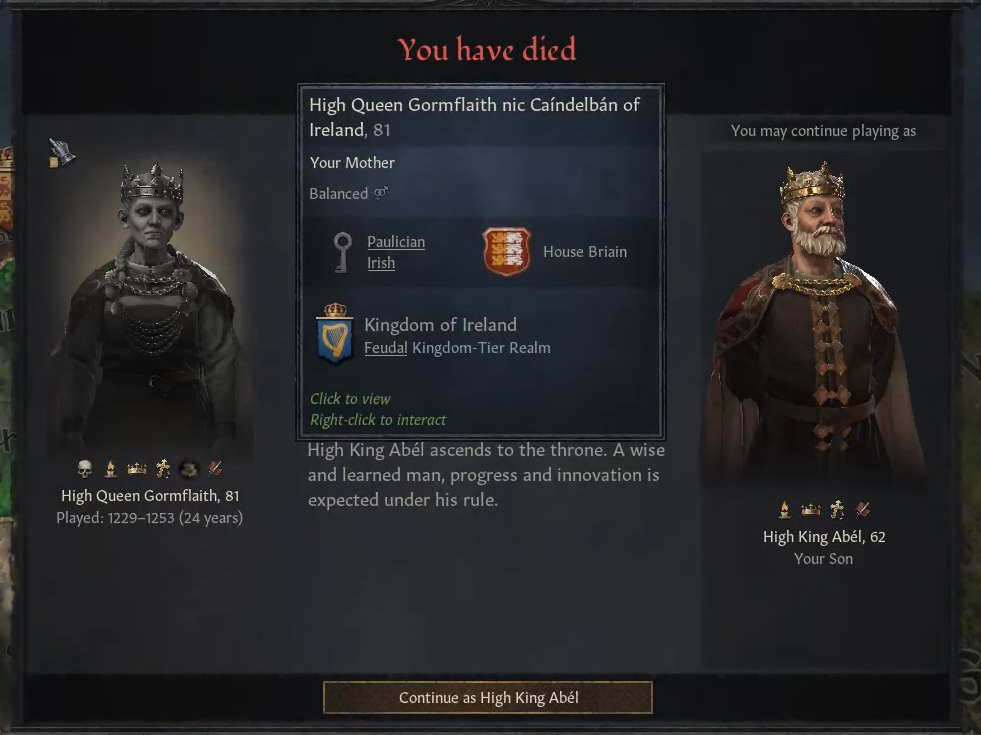 You have died
High Queen Gormflaith nic Caíndelbán of
Ireland, 81
Your Mother
Balanced
Paulician
Irish
House Briain
Kingdom of Ireland
Feudal Kingdom-Tier Realm
Click to view
Right-click to interact
High King Abél ascends to the throne. A wise
and learned man, progress and innovation is
expected under his rule.
High Queen Gormflaith, 81
Played: 1229–1253 (24 years)
You may continue playing as
High King Abél, 62
Your Son
Continue as High King Abél